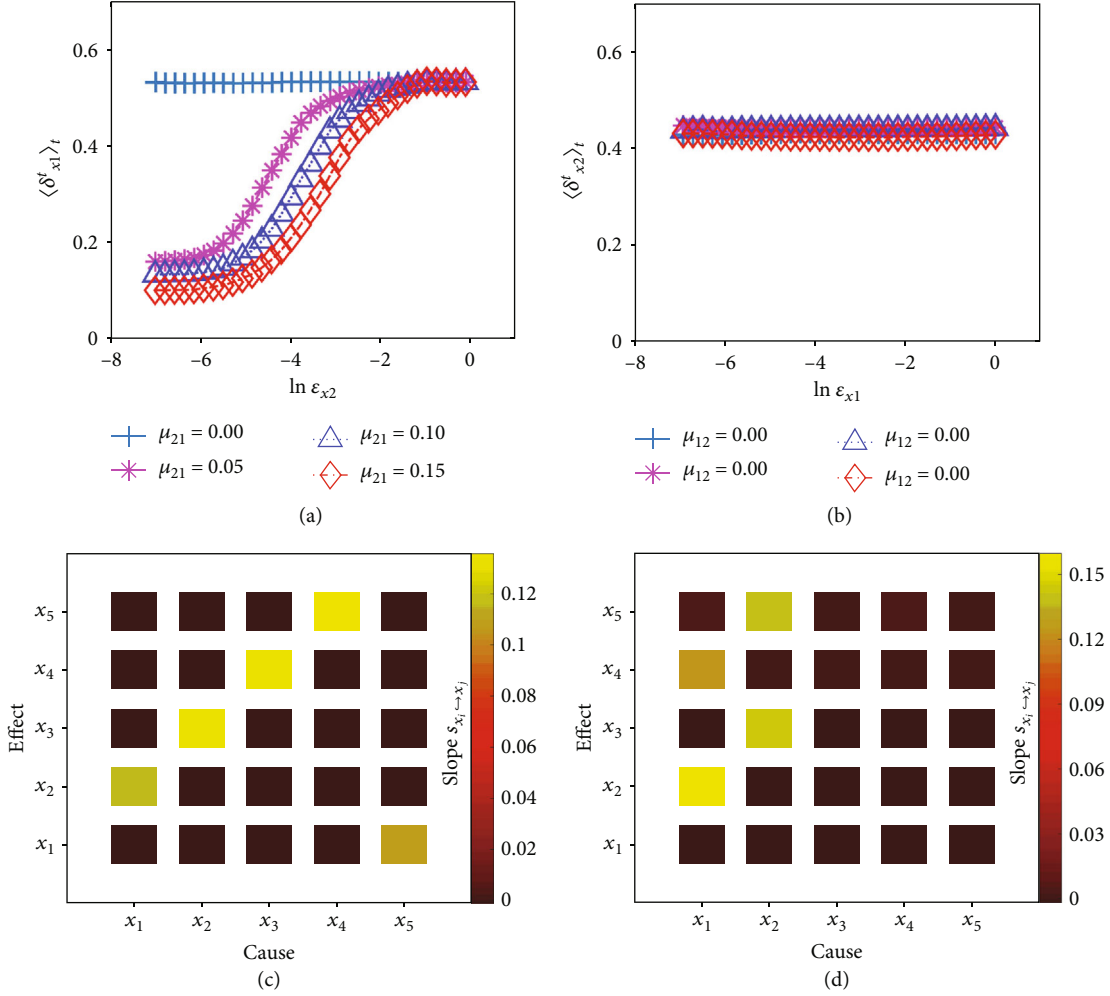 0.6
0.4
0.2
0
⟨δᵗₓ₁⟩ₜ
–8
–6
–4
–2
0
ln εₓ₂
μ₂₁ = 0.00
μ₂₁ = 0.10
μ₂₁ = 0.05
μ₂₁ = 0.15
(a)
0.6
0.4
0.2
0
⟨δᵗₓ₂⟩ₜ
–8
–6
–4
–2
0
ln εₓ₁
μ₁₂ = 0.00
μ₁₂ = 0.00
μ₁₂ = 0.00
μ₁₂ = 0.00
(b)
Effect
x₅
x₄
x₃
x₂
x₁
x₁
x₂
x₃
x₄
x₅
Cause
Slope s_{xᵢ↪xⱼ}
0.12
0.1
0.08
0.06
0.04
0.02
0
(c)
Effect
x₅
x₄
x₃
x₂
x₁
x₁
x₂
x₃
x₄
x₅
Cause
Slope s_{xᵢ↪xⱼ}
0.15
0.12
0.09
0.06
0.03
0
(d)